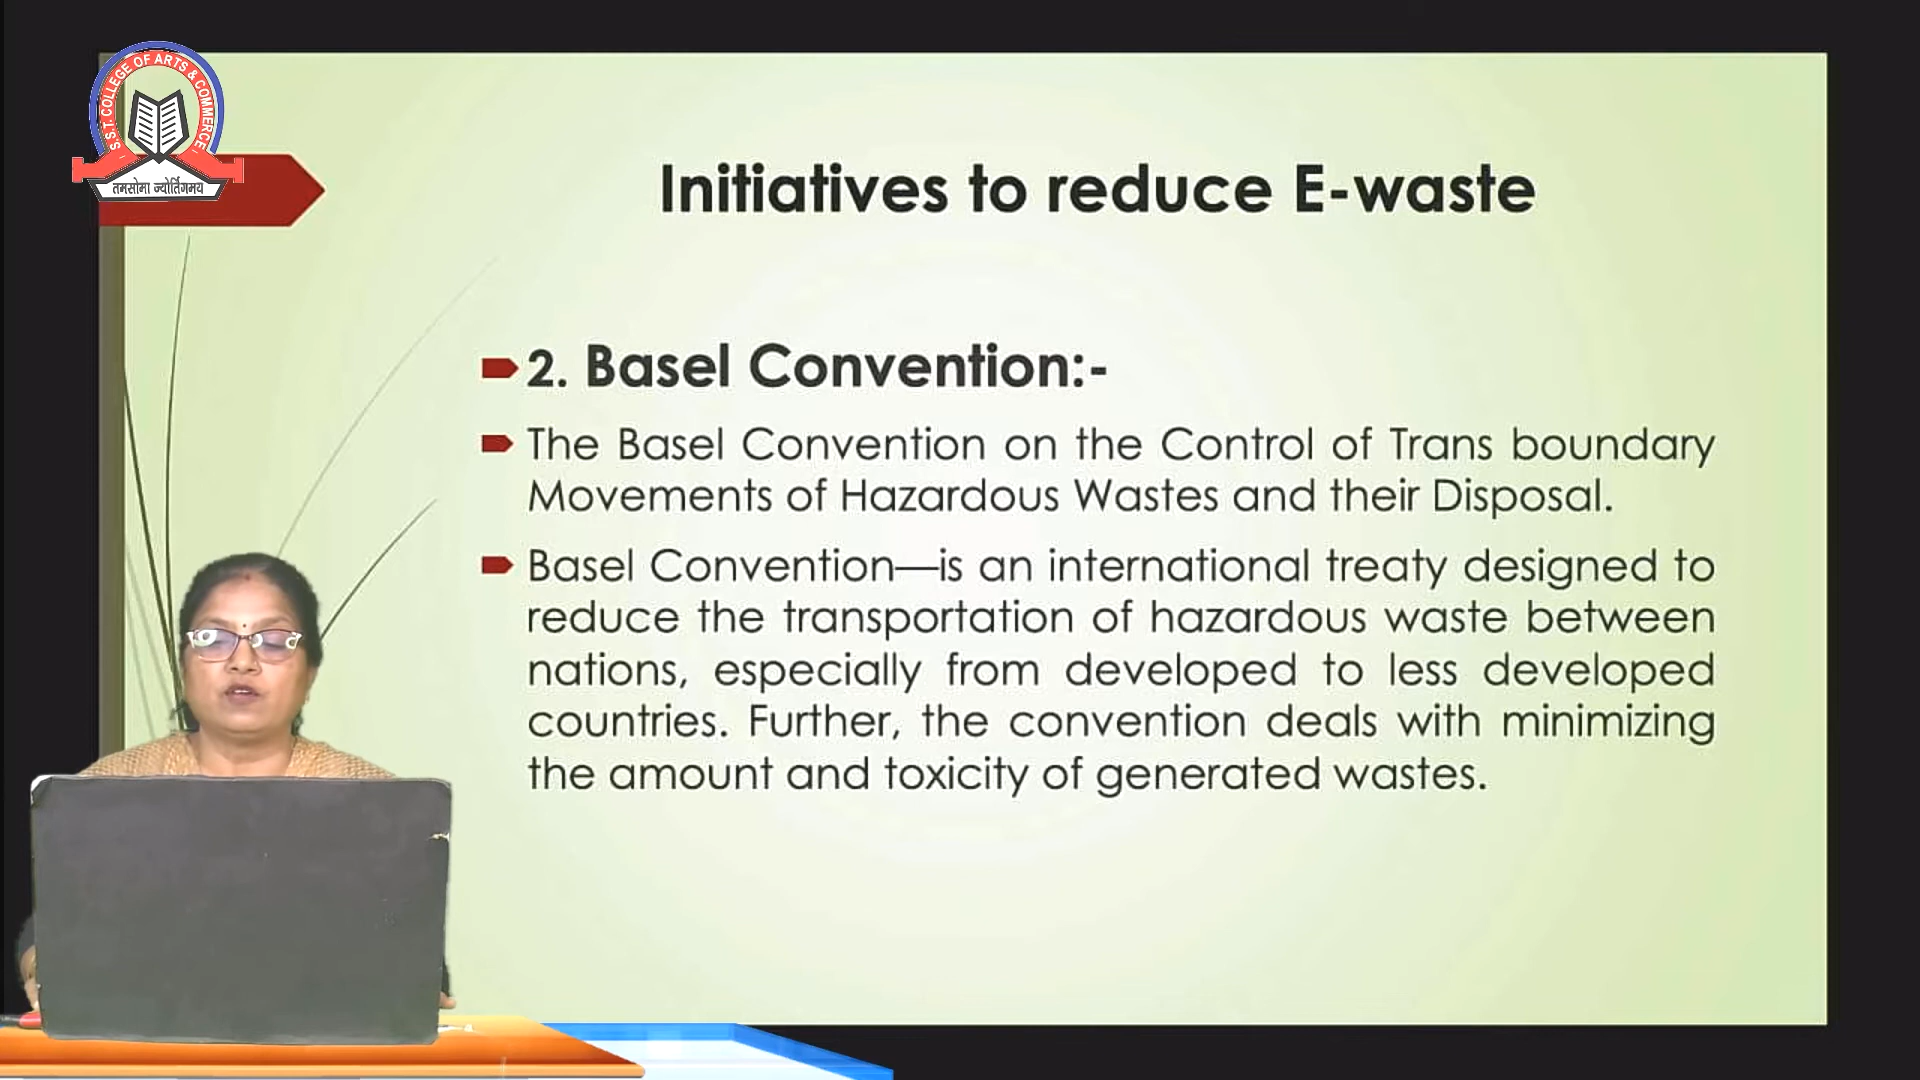 S.S.T. COLLEGE OF ARTS & COMMERCE
तमसोमा ज्योर्तिगमय
Initiatives to reduce E-waste
2. Basel Convention:-
The Basel Convention on the Control of Trans boundary
Movements of Hazardous Wastes and their Disposal.
Basel Convention—is an international treaty designed to
reduce the transportation of hazardous waste between
nations, especially from developed to less developed
countries. Further, the convention deals with minimizing
the amount and toxicity of generated wastes.